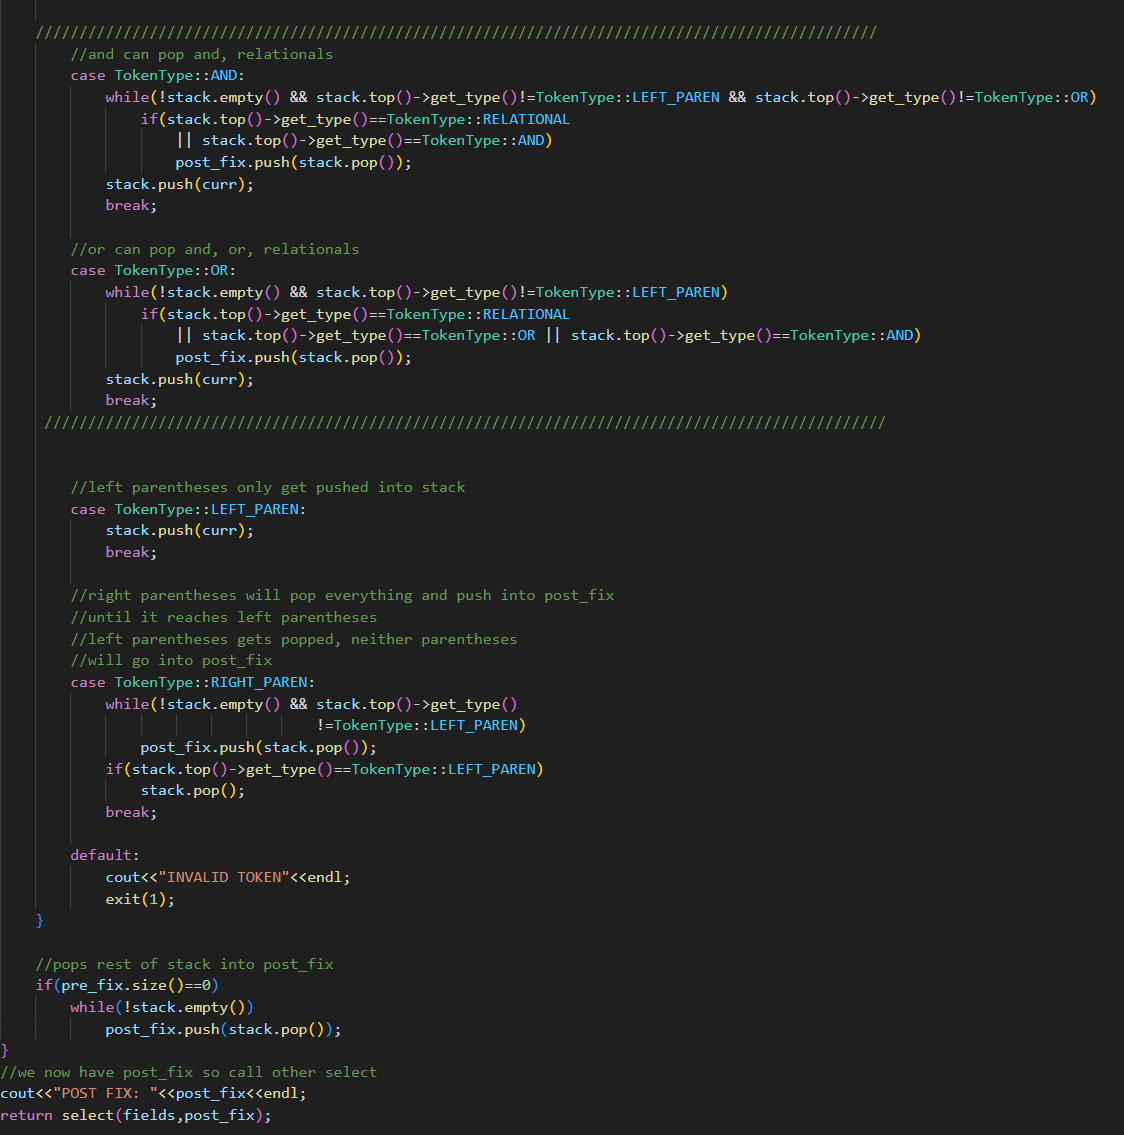 ////////////////////////////////////////////////////////////////////////////////////////////////
//and can pop and, relationals
case TokenType::AND:
while(!stack.empty() && stack.top()->get_type()!=TokenType::LEFT_PAREN && stack.top()->get_type()!=TokenType::OR)
if(stack.top()->get_type()==TokenType::RELATIONAL
|| stack.top()->get_type()==TokenType::AND)
post_fix.push(stack.pop());
stack.push(curr);
break;
//or can pop and, or, relationals
case TokenType::OR:
while(!stack.empty() && stack.top()->get_type()!=TokenType::LEFT_PAREN)
if(stack.top()->get_type()==TokenType::RELATIONAL
|| stack.top()->get_type()==TokenType::OR || stack.top()->get_type()==TokenType::AND)
post_fix.push(stack.pop());
stack.push(curr);
break;
////////////////////////////////////////////////////////////////////////////////////////////////
//left parentheses only get pushed into stack
case TokenType::LEFT_PAREN:
stack.push(curr);
break;
//right parentheses will pop everything and push into post_fix
//until it reaches left parentheses
//left parentheses gets popped, neither parentheses
//will go into post_fix
case TokenType::RIGHT_PAREN:
while(!stack.empty() && stack.top()->get_type()
!=TokenType::LEFT_PAREN)
post_fix.push(stack.pop());
if(stack.top()->get_type()==TokenType::LEFT_PAREN)
stack.pop();
break;
default:
cout<<"INVALID TOKEN"<<endl;
exit(1);
}
//pops rest of stack into post_fix
if(pre_fix.size()==0)
while(!stack.empty())
post_fix.push(stack.pop());
}
//we now have post_fix so call other select
cout<<"POST FIX: "<<post_fix<<endl;
return select(fields,post_fix);